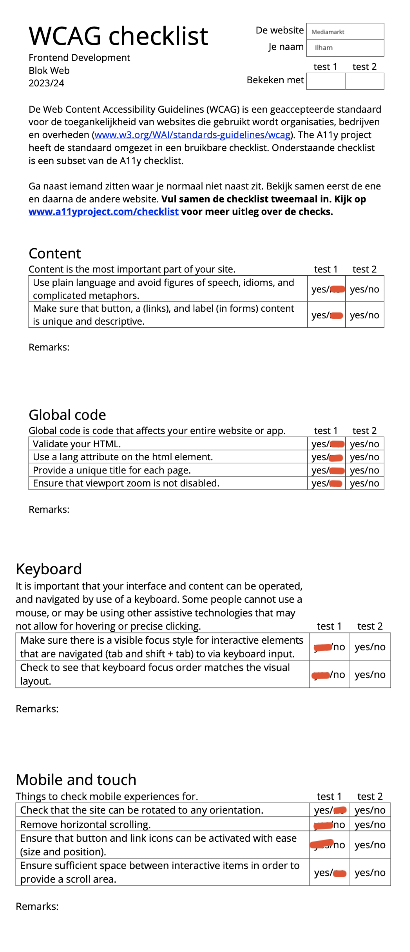 WCAG checklist
Frontend Development
Blok Web
2023/24
De website Mediamarkt
Je naam Ilham
test 1 test 2
Bekeken met
De Web Content Accessibility Guidelines (WCAG) is een geaccepteerde standaard
voor de toegankelijkheid van websites die gebruikt wordt organisaties, bedrijven
en overheden (www.w3.org/WAI/standards-guidelines/wcag). The A11y project
heeft de standaard omgezet in een bruikbare checklist. Onderstaande checklist
is een subset van de A11y checklist.
Ga naast iemand zitten waar je normaal niet naast zit. Bekijk samen eerst de ene
en daarna de andere website. Vul samen de checklist tweemaal in. Kijk op
www.a11yproject.com/checklist voor meer uitleg over de checks.
Content
Content is the most important part of your site. test 1 test 2
Use plain language and avoid figures of speech, idioms, and
complicated metaphors. yes/ yes/no
Make sure that button, a (links), and label (in forms) content
is unique and descriptive. yes/ yes/no
Remarks:
Global code
Global code is code that affects your entire website or app. test 1 test 2
Validate your HTML. yes/ yes/no
Use a lang attribute on the html element. yes/ yes/no
Provide a unique title for each page. yes/ yes/no
Ensure that viewport zoom is not disabled. yes/ yes/no
Remarks:
Keyboard
It is important that your interface and content can be operated,
and navigated by use of a keyboard. Some people cannot use a
mouse, or may be using other assistive technologies that may
not allow for hovering or precise clicking. test 1 test 2
Make sure there is a visible focus style for interactive elements
that are navigated (tab and shift + tab) to via keyboard input. /no yes/no
Check to see that keyboard focus order matches the visual
layout. /no yes/no
Remarks:
Mobile and touch
Things to check mobile experiences for. test 1 test 2
Check that the site can be rotated to any orientation. yes/ yes/no
Remove horizontal scrolling. /no yes/no
Ensure that button and link icons can be activated with ease
(size and position). /no yes/no
Ensure sufficient space between interactive items in order to
provide a scroll area. yes/ yes/no
Remarks: